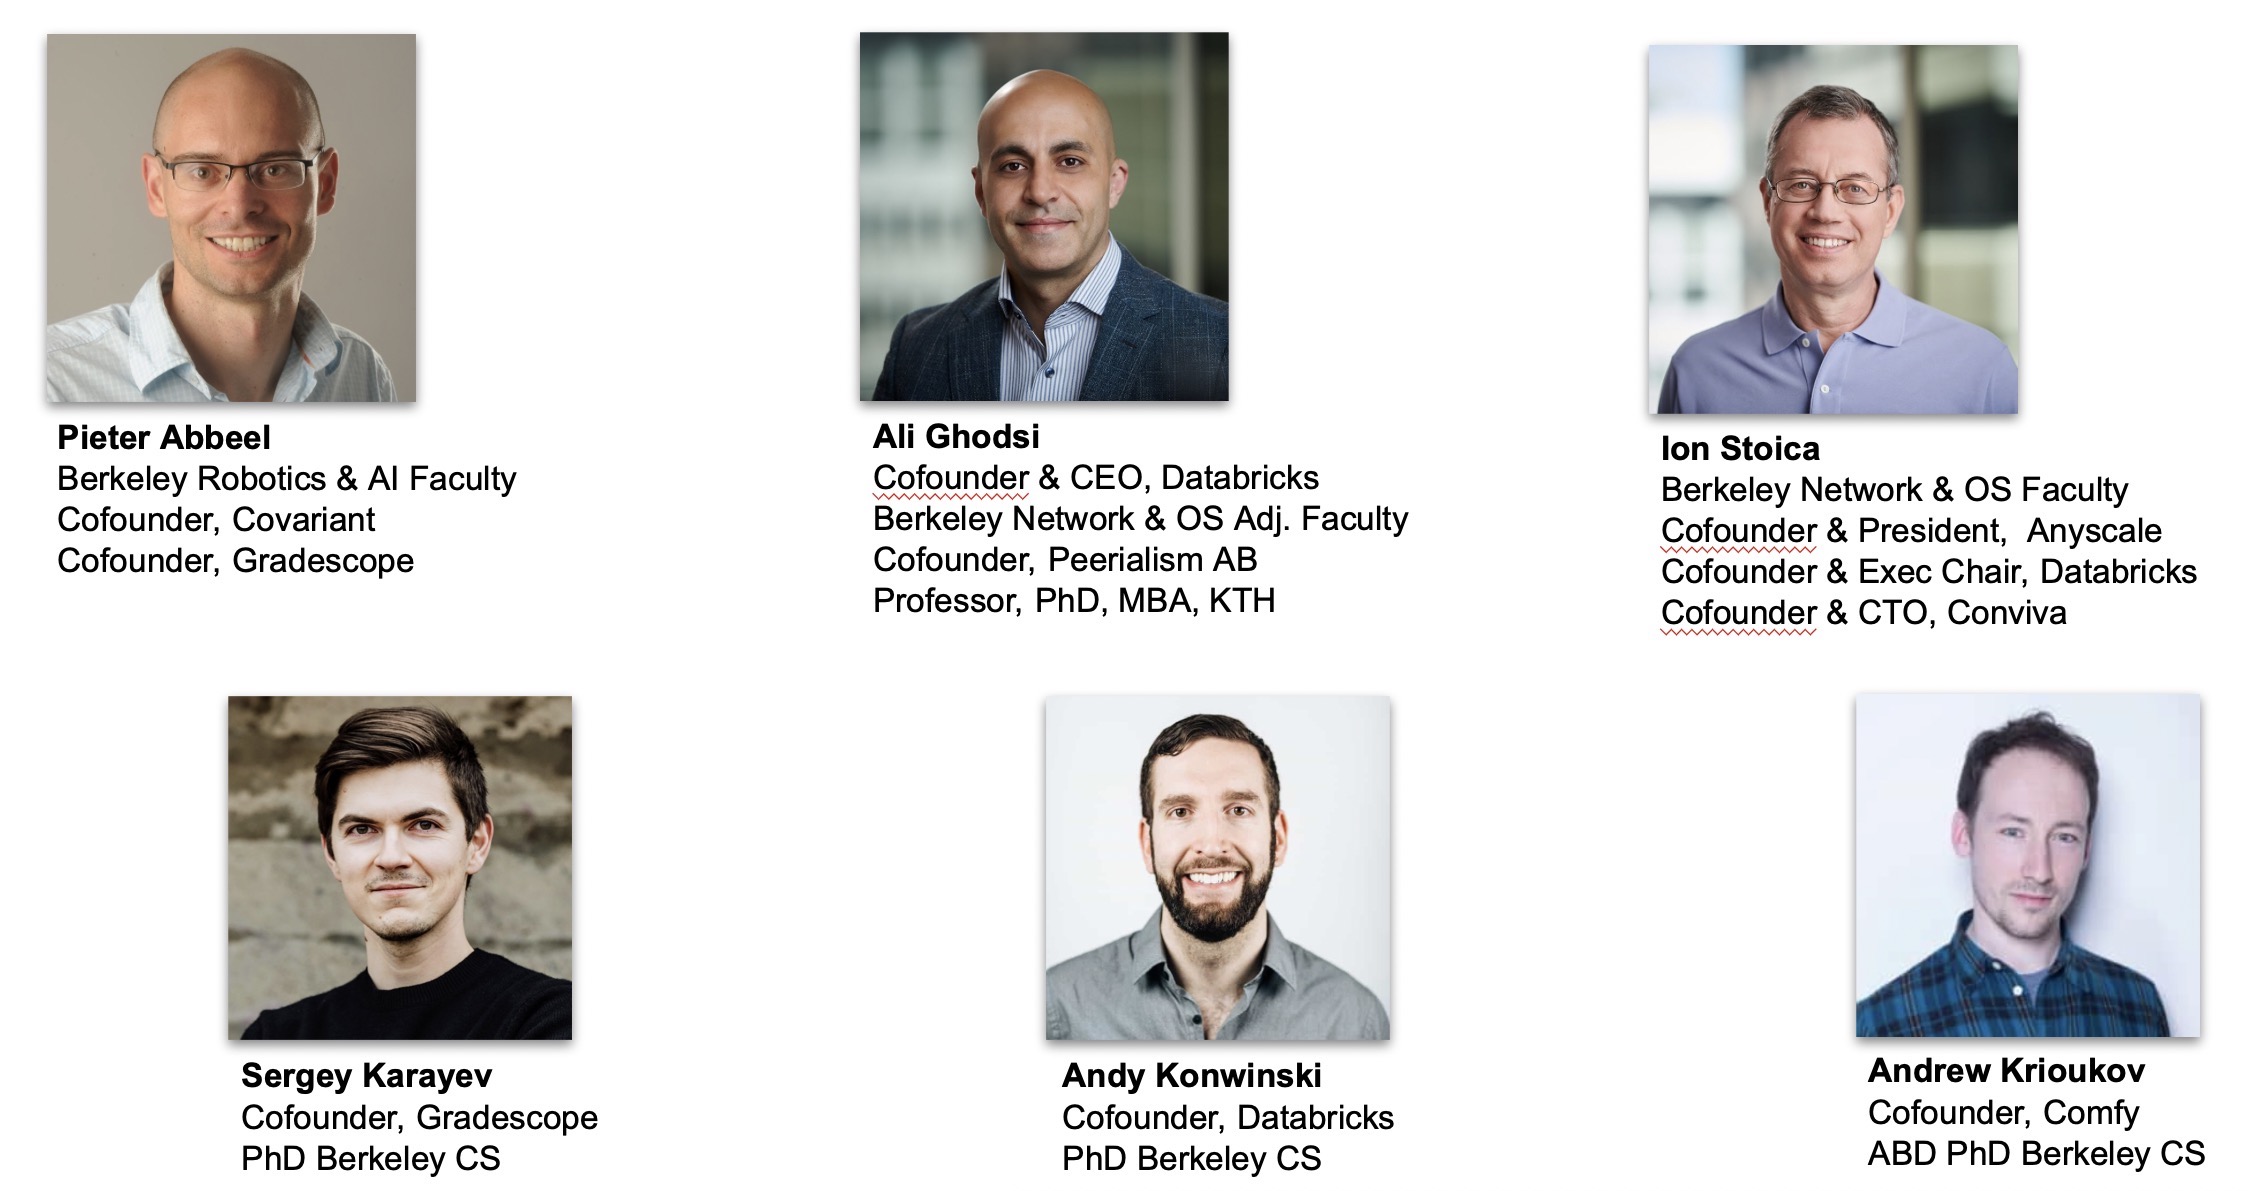 Pieter Abbeel
Berkeley Robotics & AI Faculty
Cofounder, Covariant
Cofounder, Gradescope
Ali Ghodsi
Cofounder & CEO, Databricks
Berkeley Network & OS Adj. Faculty
Cofounder, Peerialism AB
Professor, PhD, MBA, KTH
Ion Stoica
Berkeley Network & OS Faculty
Cofounder & President,  Anyscale
Cofounder & Exec Chair, Databricks
Cofounder & CTO, Conviva
Sergey Karayev
Cofounder, Gradescope
PhD Berkeley CS
Andy Konwinski
Cofounder, Databricks
PhD Berkeley CS
Andrew Krioukov
Cofounder, Comfy
ABD PhD Berkeley CS